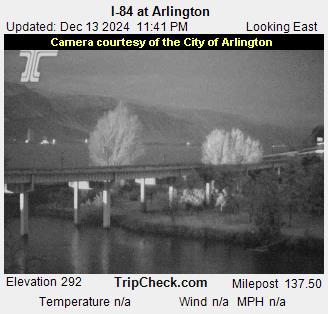 I-84 at Arlington
Updated: Dec 13 2024 11:41 PM Looking East
Camera courtesy of the City of Arlington
Elevation 292 TripCheck.com Milepost 137.50
Temperature n/a Wind n/a MPH n/a